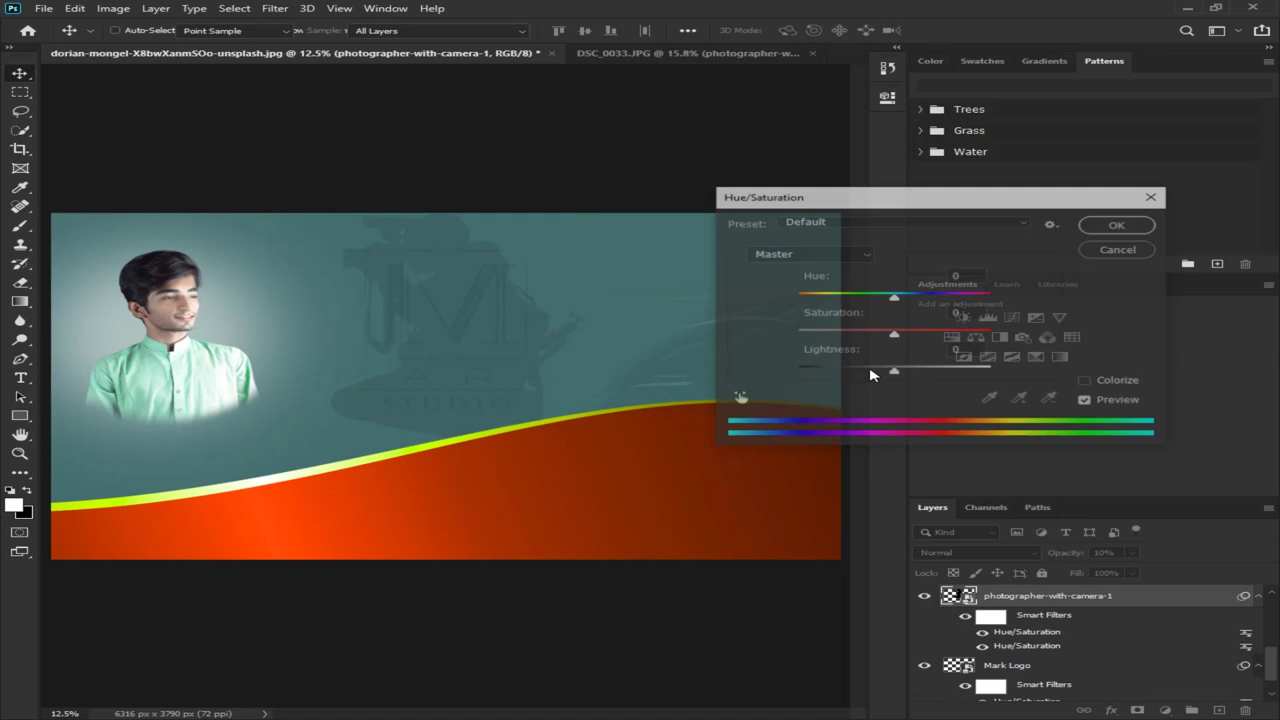 Ps File Edit Image Layer Type Select Filter 3D View Window Help
Auto-Select: Point Sample Sample: All Layers 3D Mode:
dorian-mongel-X8bwXanmSOo-unsplash.jpg @ 12.5% (photographer-with-camera-1, RGB/8) * DSC_0033.JPG @ 15.8% (photograph-w...
Color Swatches Gradients Patterns
Trees
Grass
Water
Hue/Saturation
Preset: Default
OK
Master
Cancel
Hue: 0
Adjustments Learn Libraries
Add an adjustment
Saturation: 0
Lightness: 0
Colorize
Preview
M
ART
STUDIO
Layers Channels Paths
Kind
Normal Opacity: 10%
Lock: Fill: 100%
photographer-with-camera-1
Smart Filters
Hue/Saturation
Hue/Saturation
Mark Logo
Smart Filters
12.5% 6316 px x 3790 px (72 ppi)